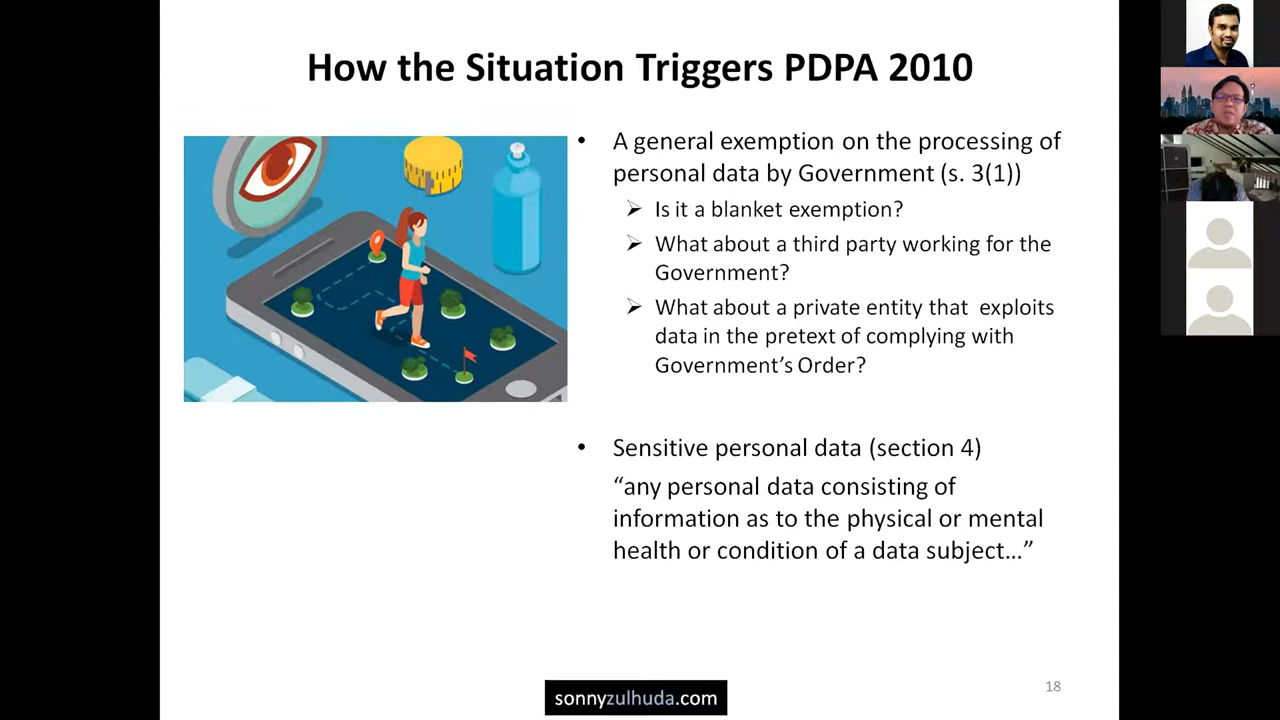 How the Situation Triggers PDPA 2010
• A general exemption on the processing of
personal data by Government (s. 3(1))
➢ Is it a blanket exemption?
➢ What about a third party working for the
Government?
➢ What about a private entity that  exploits
data in the pretext of complying with
Government’s Order?
• Sensitive personal data (section 4)
“any personal data consisting of
information as to the physical or mental
health or condition of a data subject…”
18
sonnyzulhuda.com